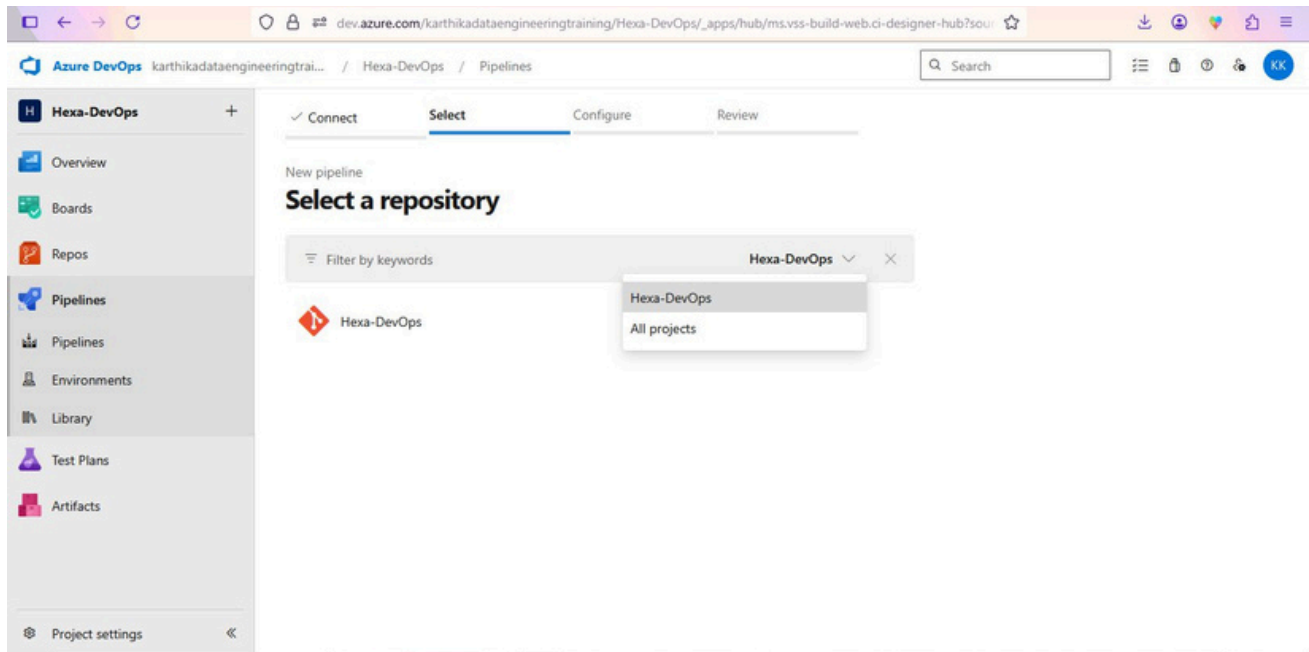 dev.azure.com/karthikadataengineeringtraining/Hexa-DevOps/_apps/hub/ms.vss-build-web.ci-designer-hub?sour
Azure DevOps karthikadataengineeringtrai... / Hexa-DevOps / Pipelines Search KK
H Hexa-DevOps +
Connect Select Configure Review
Overview
New pipeline
Select a repository
Boards
Repos
Filter by keywords Hexa-DevOps
Pipelines
Hexa-DevOps
All projects
Hexa-DevOps
Pipelines
Environments
Library
Test Plans
Artifacts
Project settings